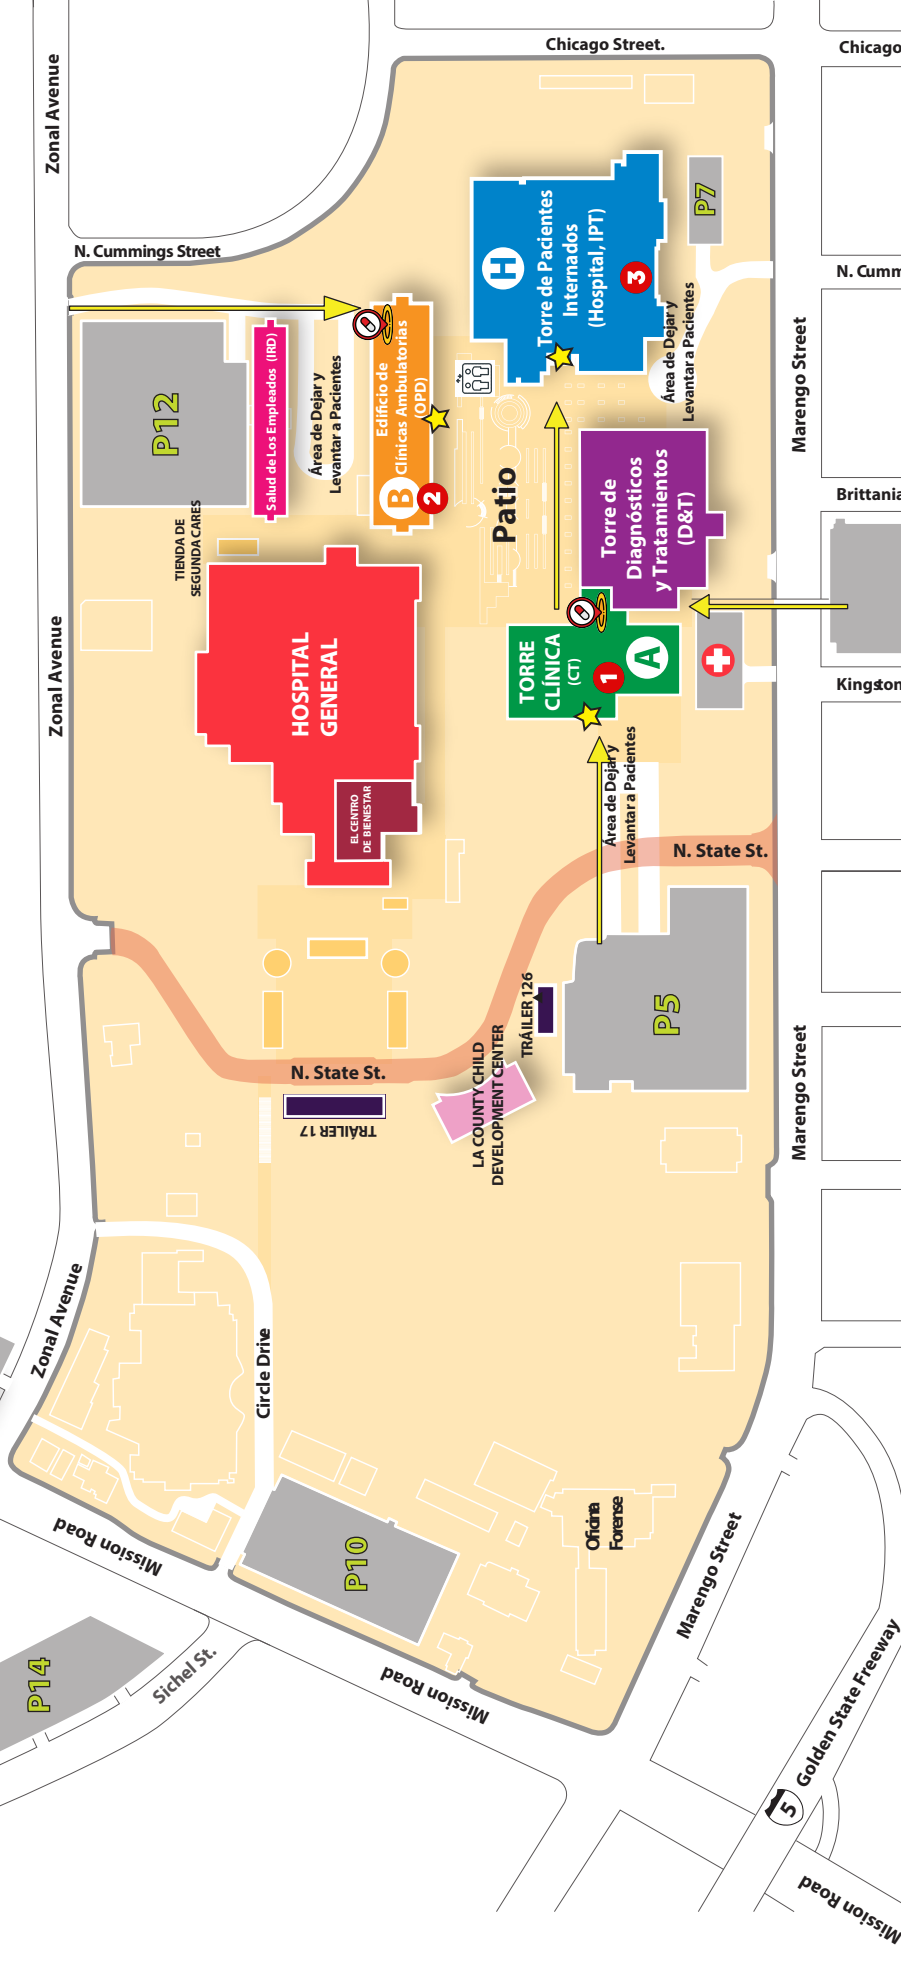 Chicago Street.
Chicago
Zonal Avenue
N. Cummings Street
N. Cumm
P7
H
Torre de Pacientes
Internados
(Hospital, IPT)
3
Área de Dejar y
Levantar a Pacientes
Marengo Street
P12
Salud de Los Empleados (IRD)
Área de Dejar y
Levantar a Pacientes
Edificio de
Clínicas Ambulatorias
(OPD)
B
2
Patio
Torre de
Diagnósticos
y Tratamientos
(D&T)
Brittania
TIENDA DE
SEGUNDA CARES
Zonal Avenue
HOSPITAL
GENERAL
EL CENTRO
DE BIENESTAR
TORRE
CLÍNICA
(CT)
1
A
Kingston
Área de Dejar y
Levantar a Pacientes
N. State St.
P5
TRÁILER 126
N. State St.
TRÁILER 17
LA COUNTY CHILD
DEVELOPMENT CENTER
Marengo Street
Zonal Avenue
Circle Drive
Mission Road
P10
Oficina
Forense
Marengo Street
P14
Sichel St.
Mission Road
Golden State Freeway
5
Mission Road